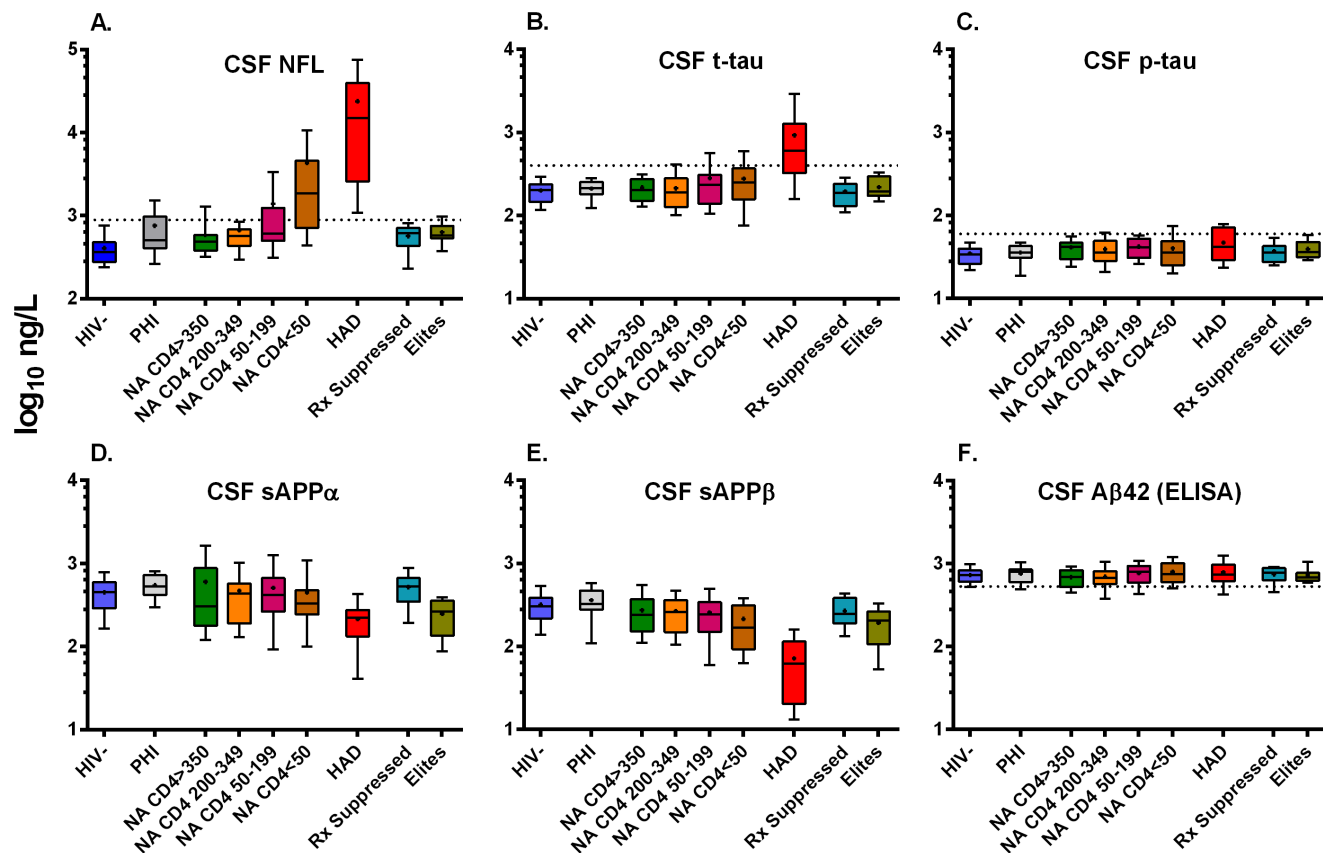 A.
CSF NFL
5
4
3
2
HIV-
PHI
NA CD4>350
NA CD4 200-349
NA CD4 50-199
NA CD4<50
HAD
Rx Suppressed
Elites
B.
CSF t-tau
4
3
2
1
HIV-
PHI
NA CD4>350
NA CD4 200-349
NA CD4 50-199
NA CD4<50
HAD
Rx Suppressed
Elites
C.
CSF p-tau
4
3
2
1
HIV-
PHI
NA CD4>350
NA CD4 200-349
NA CD4 50-199
NA CD4<50
HAD
Rx Suppressed
Elites
log₁₀ ng/L
D.
CSF sAPPα
4
3
2
1
HIV-
PHI
NA CD4>350
NA CD4 200-349
NA CD4 50-199
NA CD4<50
HAD
Rx Suppressed
Elites
E.
CSF sAPPβ
4
3
2
1
HIV-
PHI
NA CD4>350
NA CD4 200-349
NA CD4 50-199
NA CD4<50
HAD
Rx Suppressed
Elites
F.
CSF Aβ42 (ELISA)
4
3
2
1
HIV-
PHI
NA CD4>350
NA CD4 200-349
NA CD4 50-199
NA CD4<50
HAD
Rx Suppressed
Elites